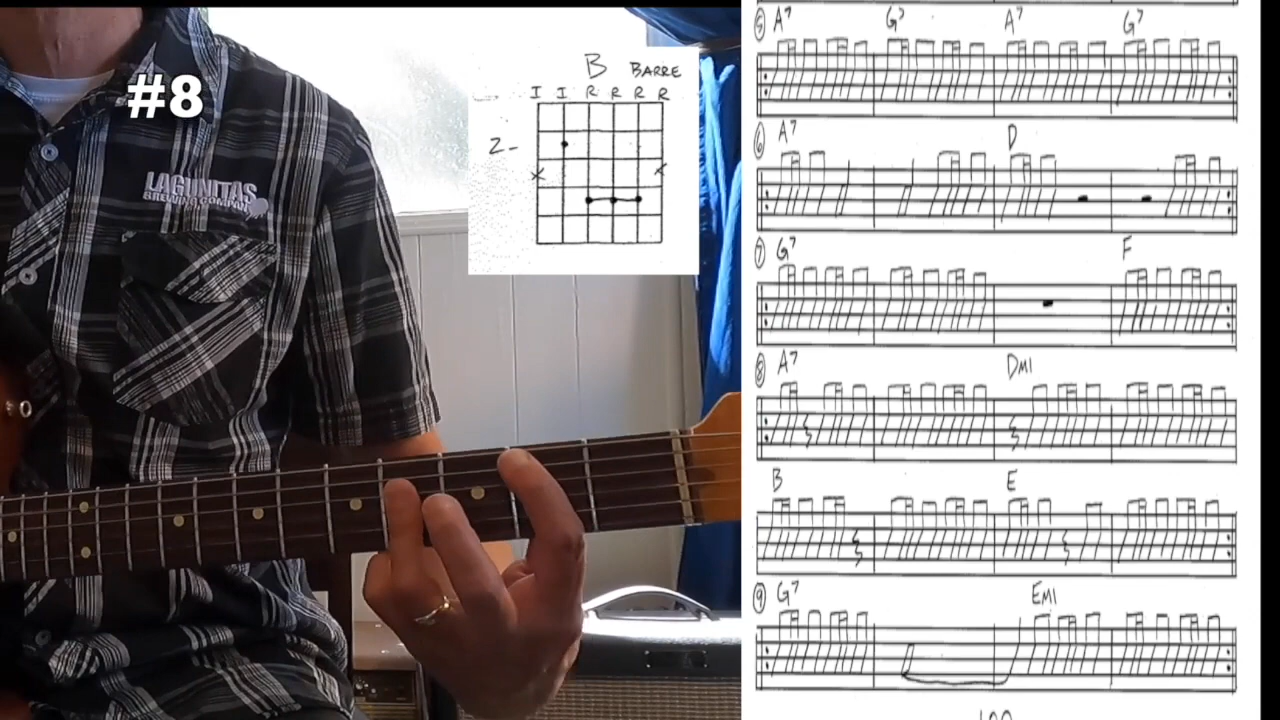 #8
LAGUNITAS
BREWING COMPANY
B BARRE
I I R R R R
2-
X X
5 A7 G7 A7 G7
6 A7 D
7 G7 F
8 A7 DMI
B E
9 G7 EMI